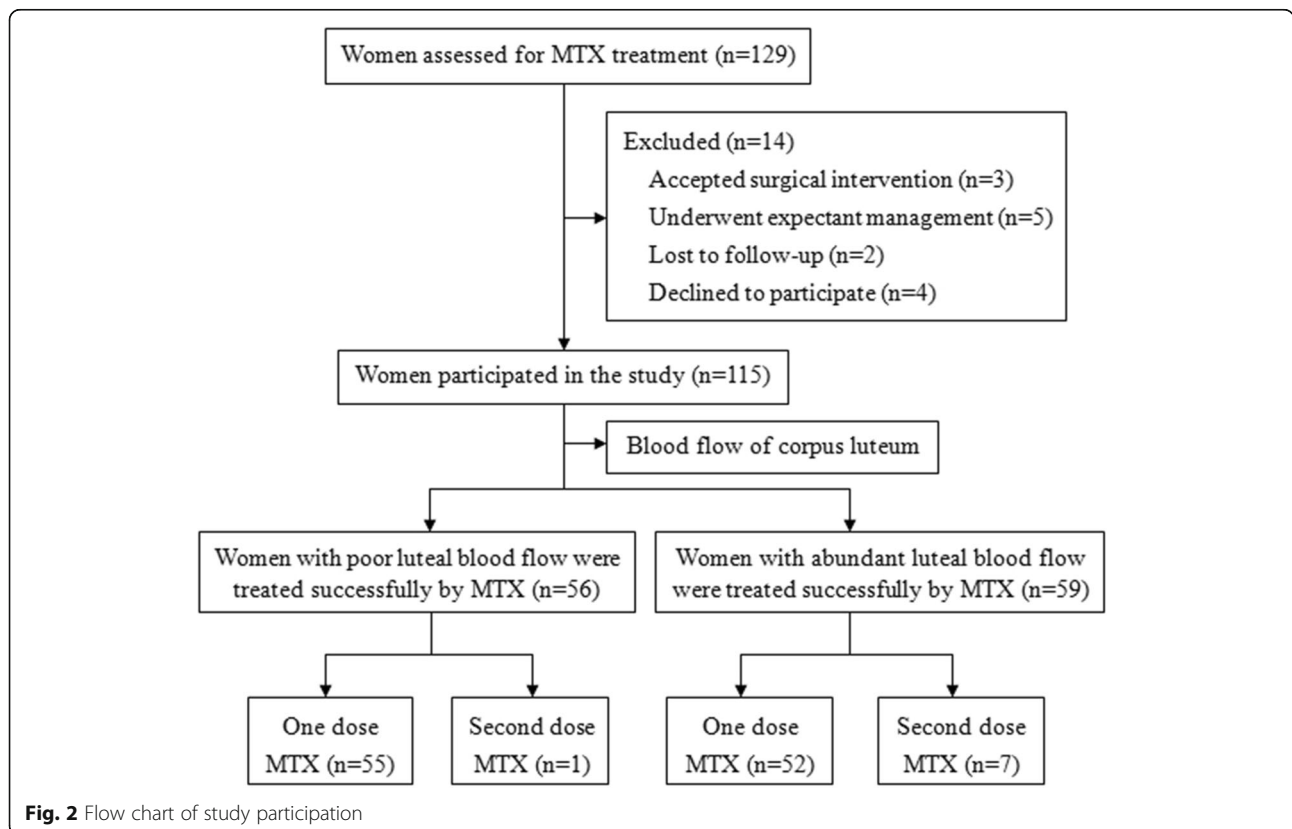 Women assessed for MTX treatment (n=129)
Excluded (n=14)
Accepted surgical intervention (n=3)
Underwent expectant management (n=5)
Lost to follow-up (n=2)
Declined to participate (n=4)
Women participated in the study (n=115)
Blood flow of corpus luteum
Women with poor luteal blood flow were
treated successfully by MTX (n=56)
Women with abundant luteal blood flow
were treated successfully by MTX (n=59)
One dose
MTX (n=55)
Second dose
MTX (n=1)
One dose
MTX (n=52)
Second dose
MTX (n=7)
Fig. 2 Flow chart of study participation